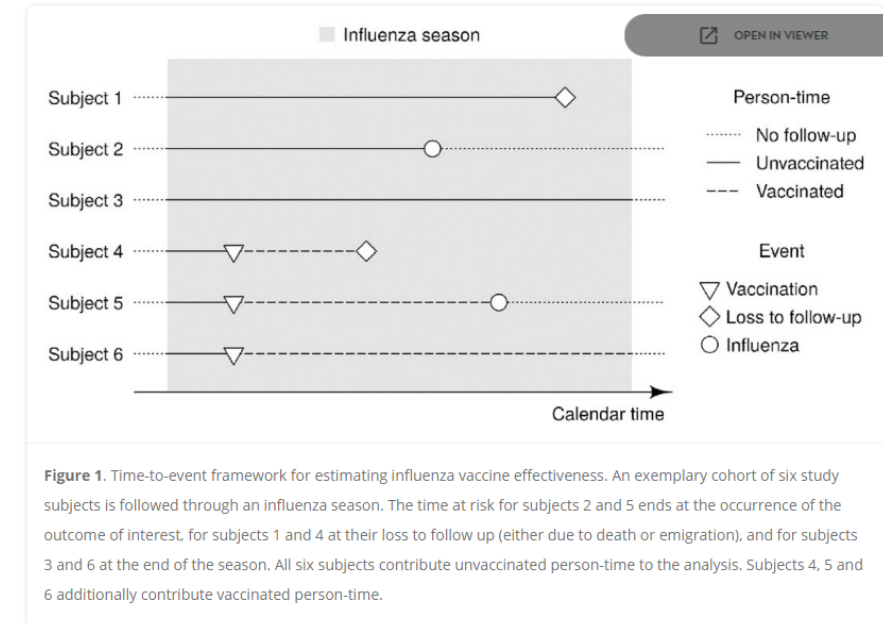 Influenza season
OPEN IN VIEWER
Subject 1
Subject 2
Subject 3
Subject 4
Subject 5
Subject 6
Calendar time
Person-time
No follow-up
Unvaccinated
Vaccinated
Event
Vaccination
Loss to follow-up
Influenza
Figure 1. Time-to-event framework for estimating influenza vaccine effectiveness. An exemplary cohort of six study
subjects is followed through an influenza season. The time at risk for subjects 2 and 5 ends at the occurrence of the
outcome of interest, for subjects 1 and 4 at their loss to follow up (either due to death or emigration), and for subjects
3 and 6 at the end of the season. All six subjects contribute unvaccinated person-time to the analysis. Subjects 4, 5 and
6 additionally contribute vaccinated person-time.